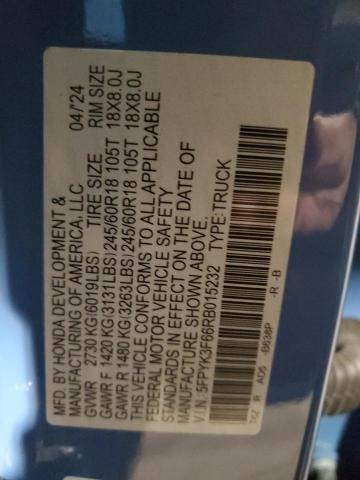 MFD. BY HONDA DEVELOPMENT &
MANUFACTURING OF AMERICA, LLC 04/'24
TIRE SIZE RIM SIZE
GVWR 2730 KG(6019LBS)
GAWR F 1420 KG(3131LBS) 245/60R18 105T 18X8.0J
GAWR R 1480 KG(3263LBS) 245/60R18 105T 18X8.0J
THIS VEHICLE CONFORMS TO ALL APPLICABLE
FEDERAL MOTOR VEHICLE SAFETY
STANDARDS IN EFFECT ON THE DATE OF
MANUFACTURE SHOWN ABOVE.
V.I.N.:5FPYK3F66RB015232 TYPE:TRUCK
R AD5 -B638P -R -B